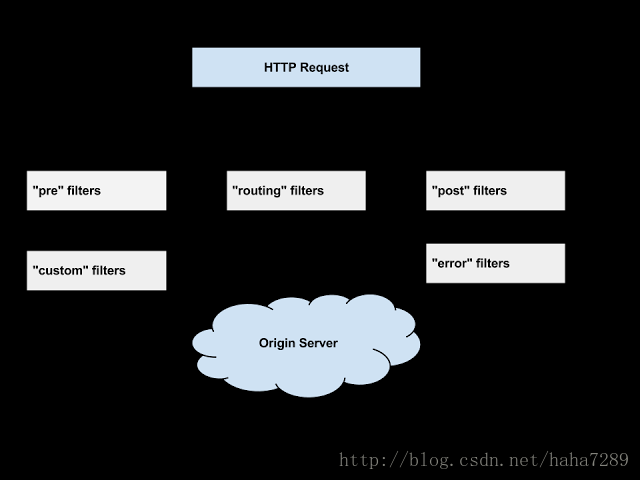 HTTP Request
"pre" filters
"routing" filters
"post" filters
"custom" filters
"error" filters
Origin Server
http://blog.csdn.net/haha7289